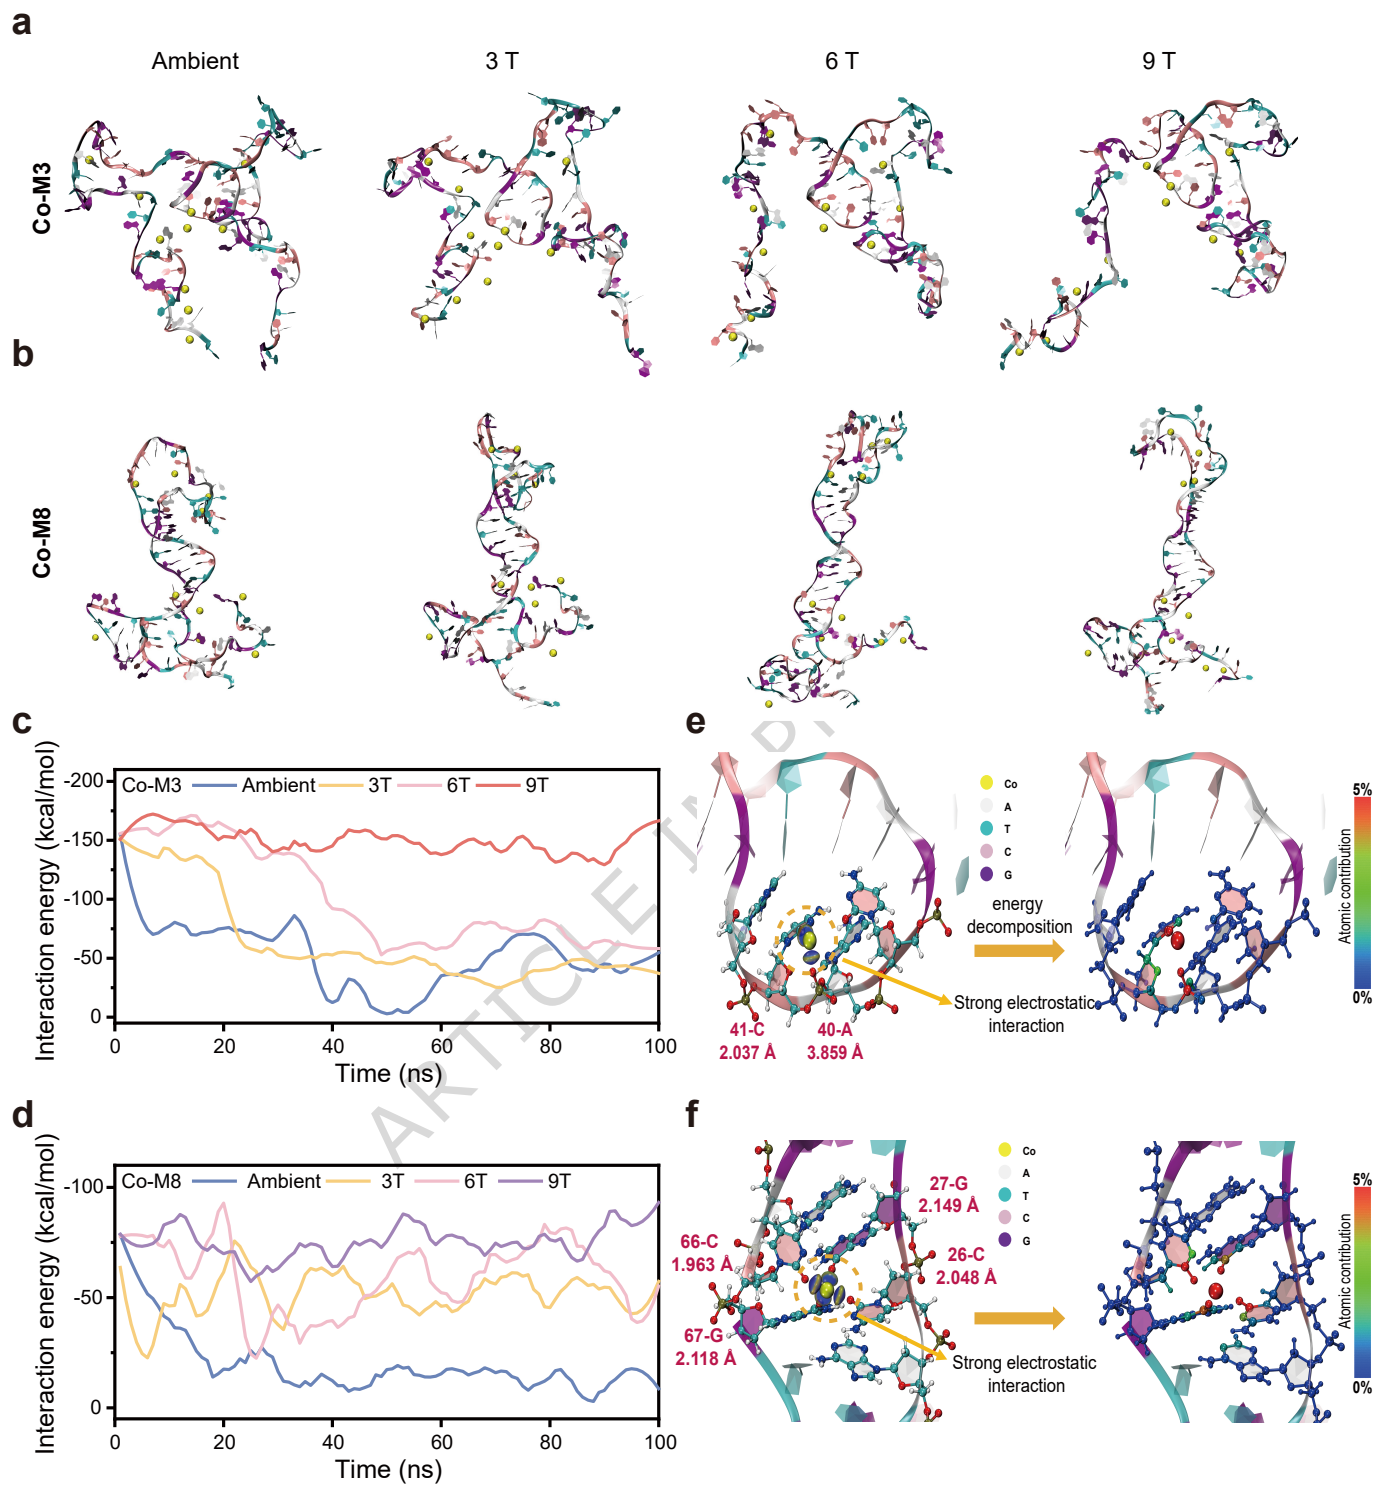 a
Ambient
3 T
6 T
9 T
Co-M3
b
Co-M8
c
Interaction energy (kcal/mol)
-200
-150
-100
-50
0
Co-M3
Ambient
3T
6T
9T
0
20
40
60
80
100
Time (ns)
d
Interaction energy (kcal/mol)
-100
-50
0
Co-M8
Ambient
3T
6T
9T
0
20
40
60
80
100
Time (ns)
e
Co
A
T
C
G
energy
decomposition
Strong electrostatic
interaction
41-C
2.037 Å
40-A
3.859 Å
5%
Atomic contribution
0%
f
Co
A
T
C
G
27-G
2.149 Å
66-C
1.963 Å
26-C
2.048 Å
67-G
2.118 Å
Strong electrostatic
interaction
5%
Atomic contribution
0%
ARTICLE IN